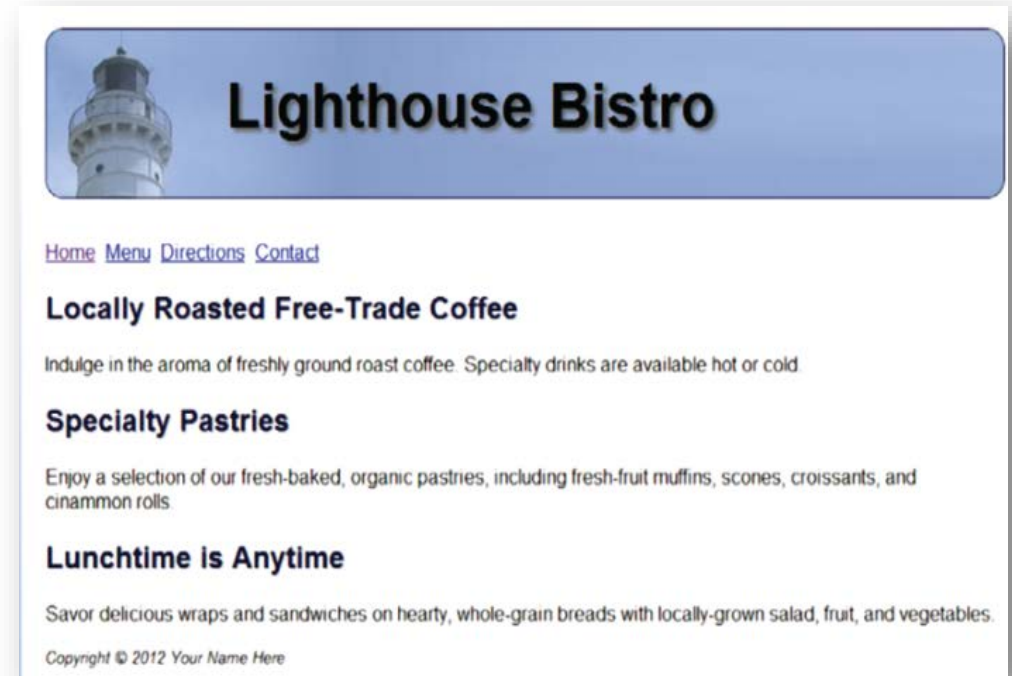 Lighthouse Bistro
Home Menu Directions Contact
Locally Roasted Free-Trade Coffee
Indulge in the aroma of freshly ground roast coffee. Specialty drinks are available hot or cold.
Specialty Pastries
Enjoy a selection of our fresh-baked, organic pastries, including fresh-fruit muffins, scones, croissants, and
cinammon rolls.
Lunchtime is Anytime
Savor delicious wraps and sandwiches on hearty, whole-grain breads with locally-grown salad, fruit, and vegetables.
Copyright © 2012 Your Name Here